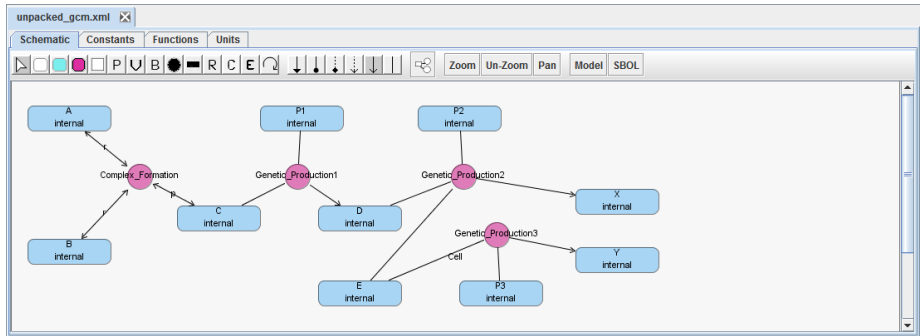 unpacked_gcm.xml
Schematic Constants Functions Units
P V B R C E Zoom Un-Zoom Pan Model SBOL
A
internal
P1
internal
P2
internal
r
Complex_Formation
Genetic_Production1
Genetic_Production2
p
r
C
internal
D
internal
X
internal
B
internal
Genetic_Production3
Cell
Y
internal
E
internal
P3
internal